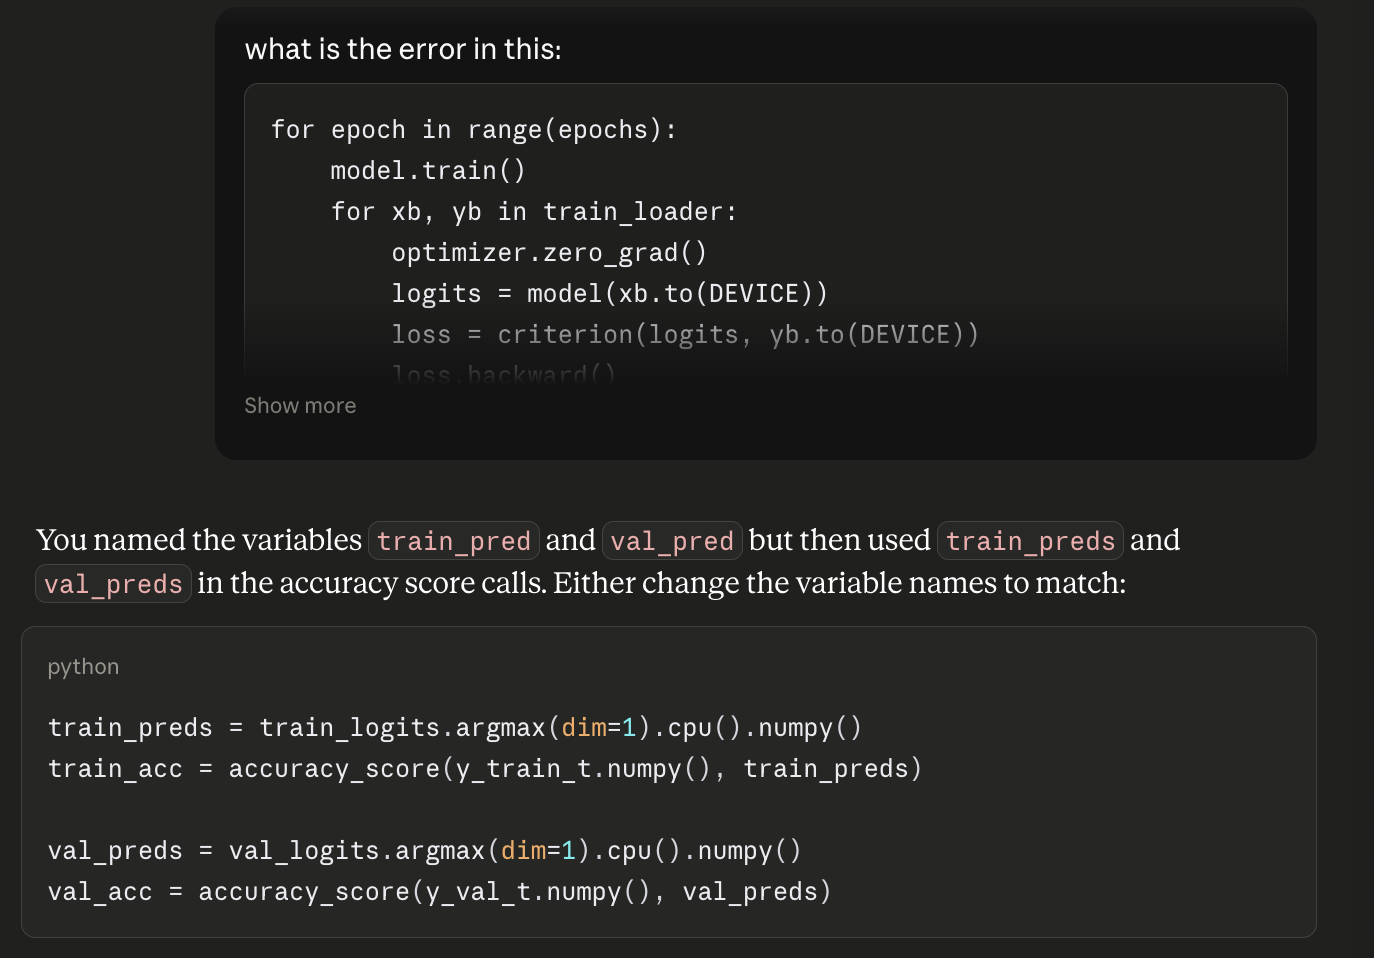 what is the error in this:
for epoch in range(epochs):
    model.train()
    for xb, yb in train_loader:
        optimizer.zero_grad()
        logits = model(xb.to(DEVICE))
        loss = criterion(logits, yb.to(DEVICE))
        loss.backward()
Show more
You named the variables train_pred and val_pred but then used train_preds and
val_preds in the accuracy score calls. Either change the variable names to match:
python
train_preds = train_logits.argmax(dim=1).cpu().numpy()
train_acc = accuracy_score(y_train_t.numpy(), train_preds)
val_preds = val_logits.argmax(dim=1).cpu().numpy()
val_acc = accuracy_score(y_val_t.numpy(), val_preds)